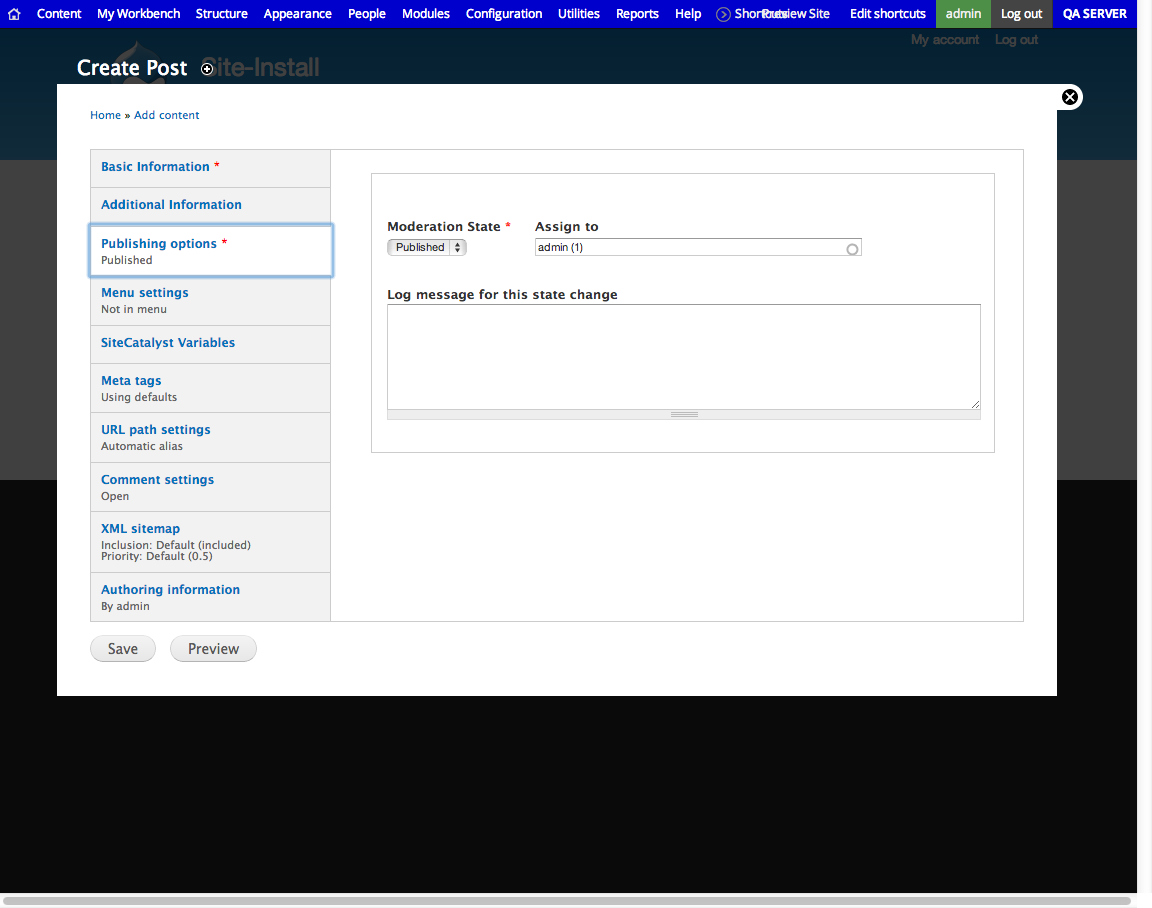 Content My Workbench Structure Appearance People Modules Configuration Utilities Reports Help Shortcuts Preview Site Edit shortcuts admin Log out QA SERVER
My account Log out
Create Post Site-Install
Home » Add content
Basic Information *
Additional Information
Publishing options *
Published
Menu settings
Not in menu
SiteCatalyst Variables
Meta tags
Using defaults
URL path settings
Automatic alias
Comment settings
Open
XML sitemap
Inclusion: Default (included)
Priority: Default (0.5)
Authoring information
By admin
Moderation State * Assign to
Published admin (1)
Log message for this state change
Save Preview